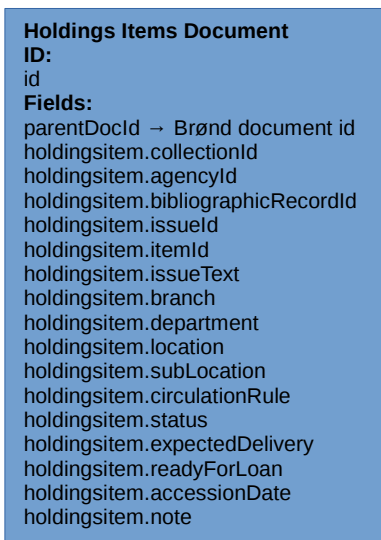 Holdings Items Document
ID:
id
Fields:
parentDocId → Brønd document id
holdingsitem.collectionId
holdingsitem.agencyId
holdingsitem.bibliographicRecordId
holdingsitem.issueId
holdingsitem.itemId
holdingsitem.issueText
holdingsitem.branch
holdingsitem.department
holdingsitem.location
holdingsitem.subLocation
holdingsitem.circulationRule
holdingsitem.status
holdingsitem.expectedDelivery
holdingsitem.readyForLoan
holdingsitem.accessionDate
holdingsitem.note